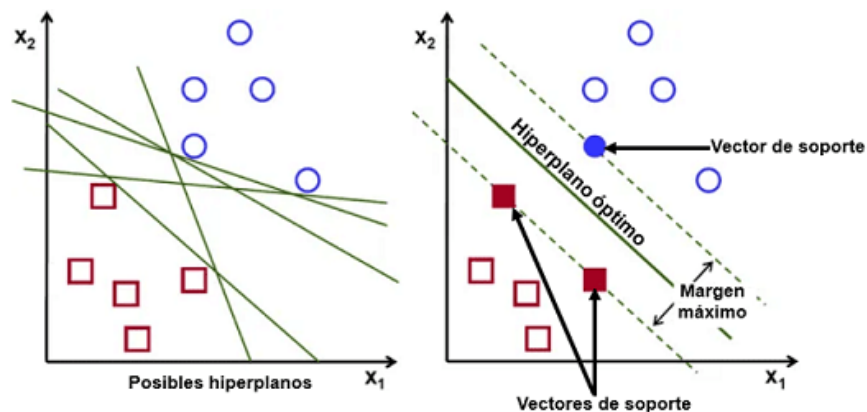 X2
X1
Posibles hiperplanos
X2
Hiperplano óptimo
Vector de soporte
Margen
máximo
X1
Vectores de soporte